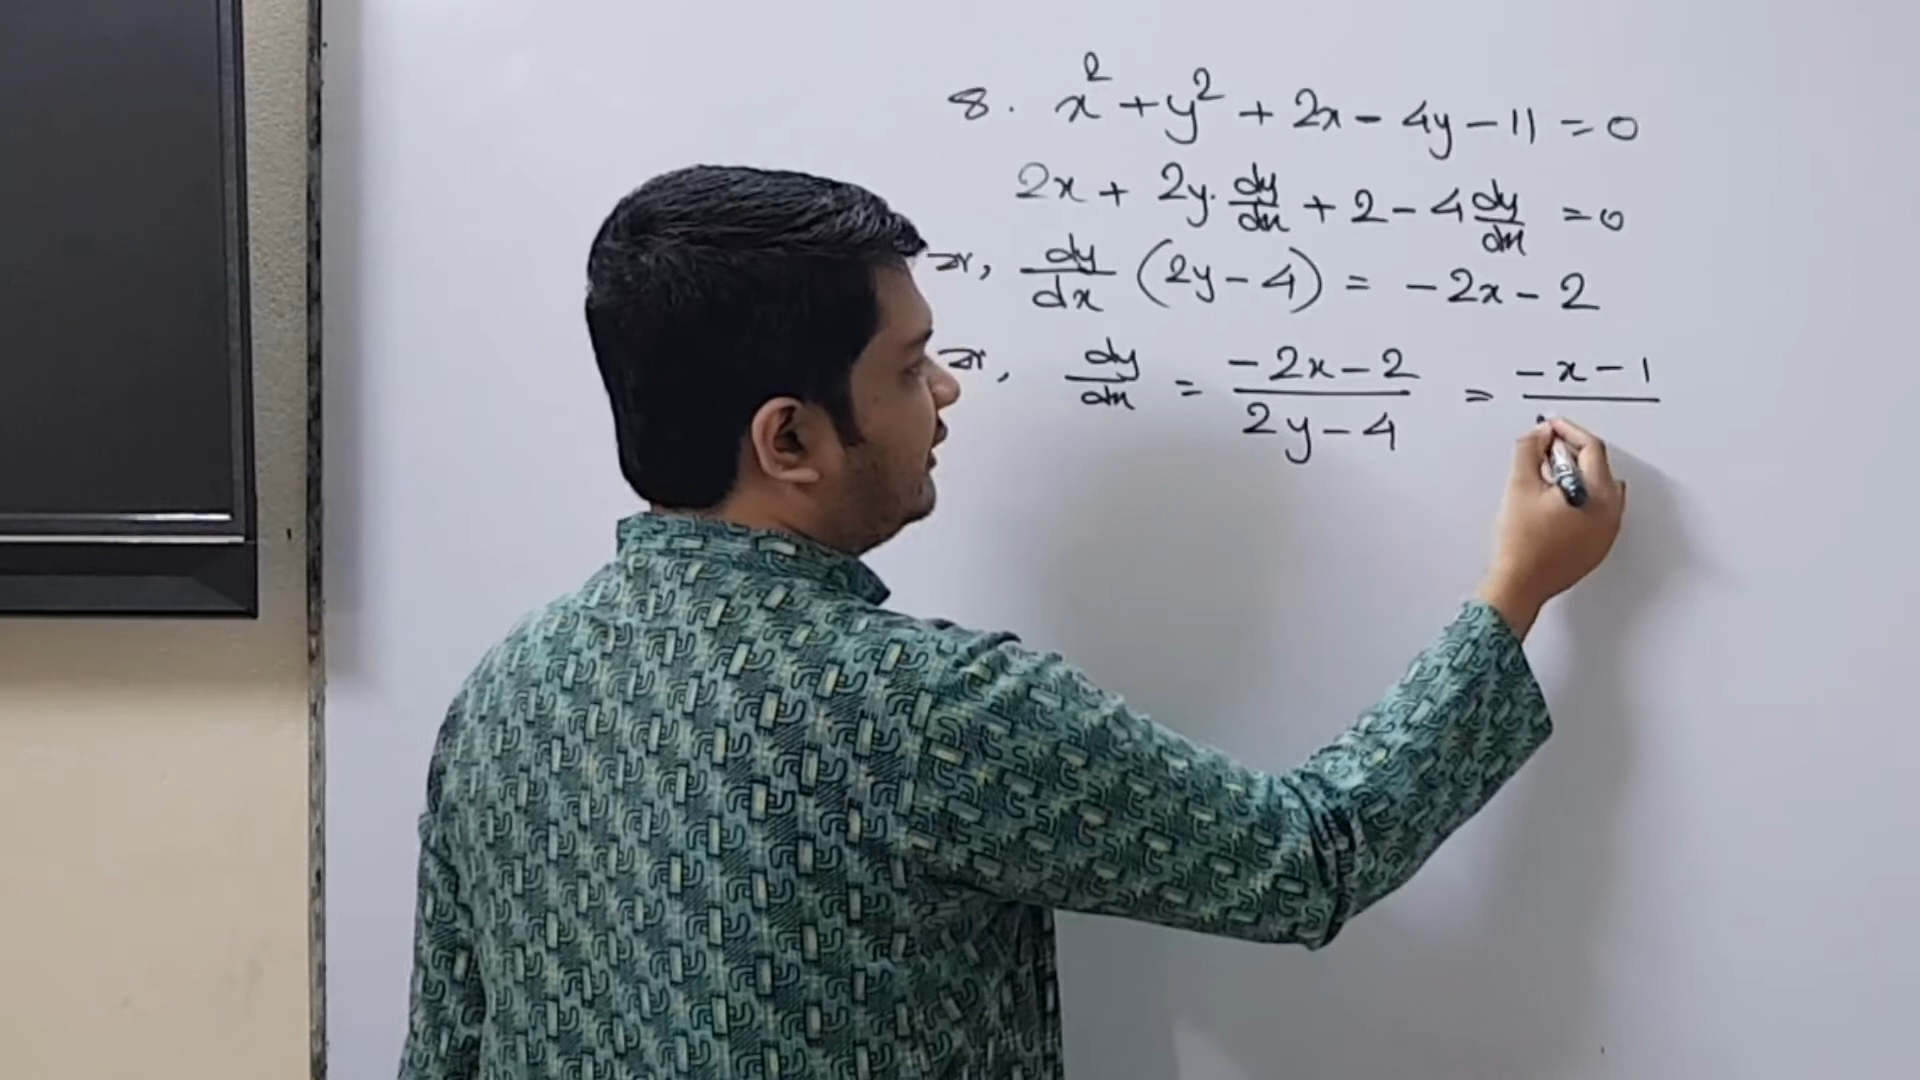 8. x² + y² + 2x - 4y - 11 = 0
2x + 2y. dy/dx + 2 - 4 dy/dx = 0
বা, dy/dx (2y - 4) = -2x - 2
বা, dy/dx = (-2x - 2)/(2y - 4) = (-x - 1)/